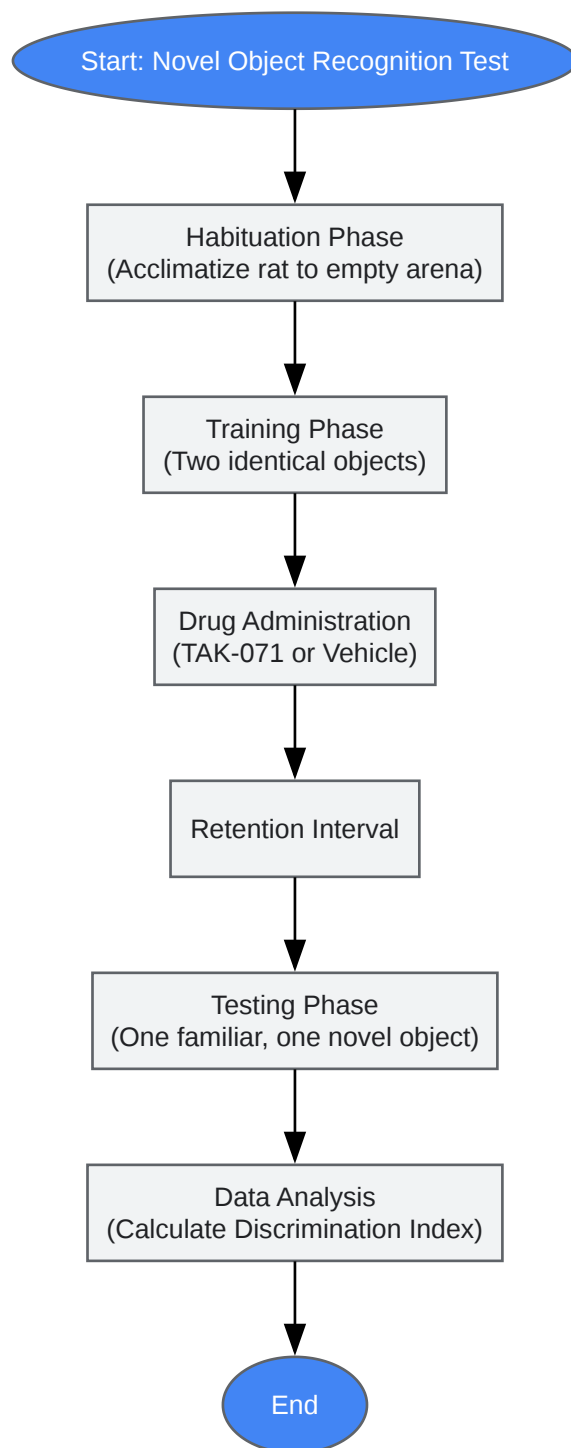 Start: Novel Object Recognition Test
Habituation Phase
(Acclimatize rat to empty arena)
Training Phase
(Two identical objects)
Drug Administration
(TAK-071 or Vehicle)
Retention Interval
Testing Phase
(One familiar, one novel object)
Data Analysis
(Calculate Discrimination Index)
End